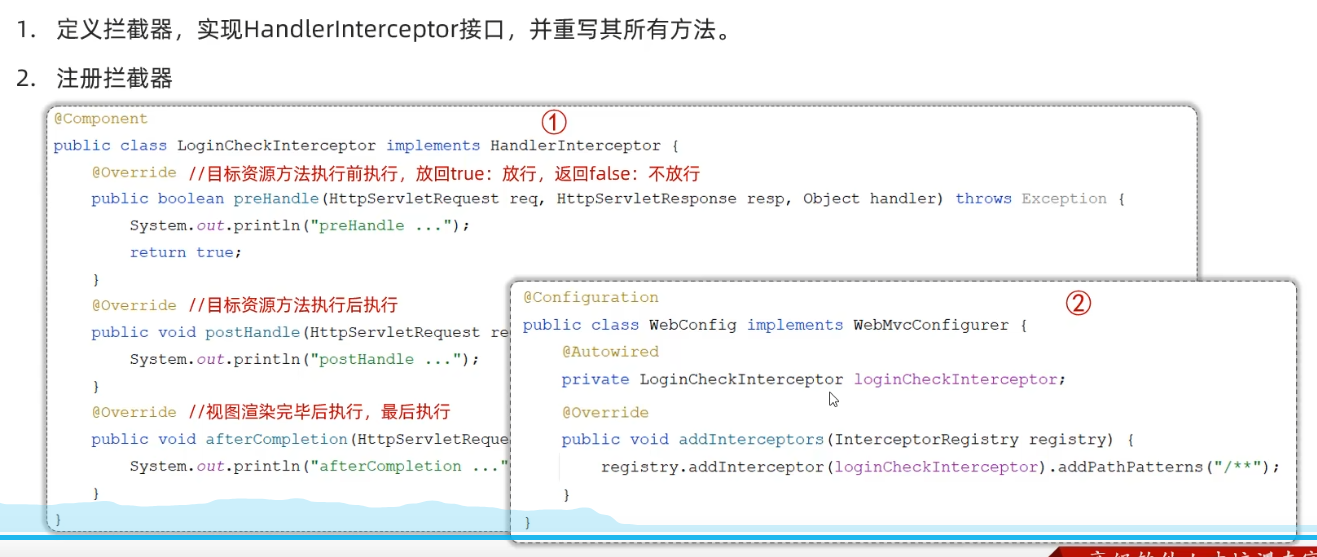 1. 定义拦截器，实现HandlerInterceptor接口，并重写其所有方法。
2. 注册拦截器
@Component
①
public class LoginCheckInterceptor implements HandlerInterceptor {
@Override //目标资源方法执行前执行，放回true：放行，返回false：不放行
public boolean preHandle(HttpServletRequest req, HttpServletResponse resp, Object handler) throws Exception {
System.out.println("preHandle ...");
return true;
}
@Override //目标资源方法执行后执行
public void postHandle(HttpServletRequest re
System.out.println("postHandle ...");
}
@Override //视图渲染完毕后执行，最后执行
public void afterCompletion(HttpServletReque
System.out.println("afterCompletion ..."
}
}
@Configuration
②
public class WebConfig implements WebMvcConfigurer {
@Autowired
private LoginCheckInterceptor loginCheckInterceptor;
@Override
public void addInterceptors(InterceptorRegistry registry) {
registry.addInterceptor(loginCheckInterceptor).addPathPatterns("/**");
}
}